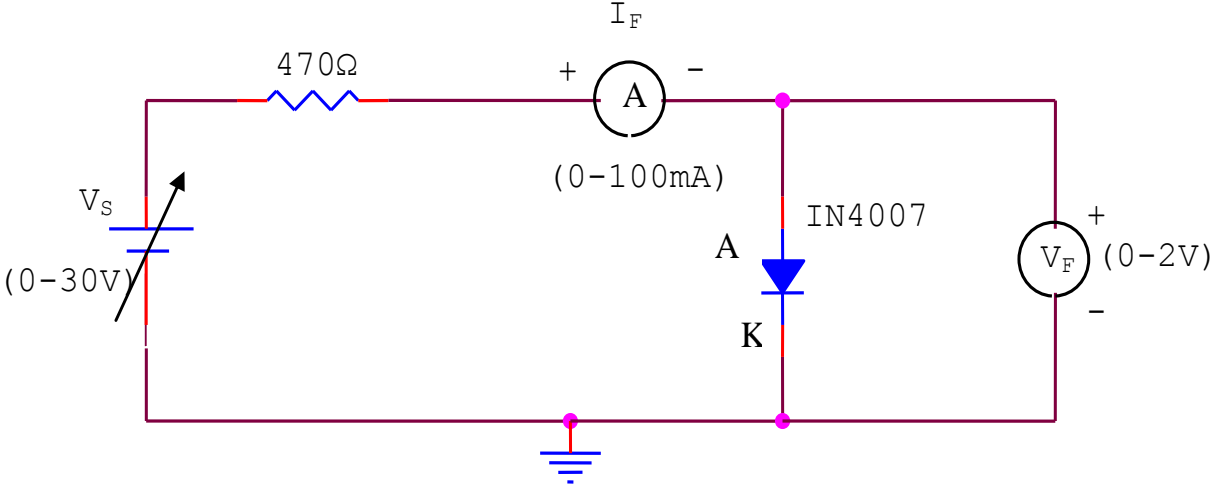 I_F
470Ω
+ A -
(0-100mA)
V_S
(0-30V)
IN4007
A
K
+
V_F (0-2V)
-